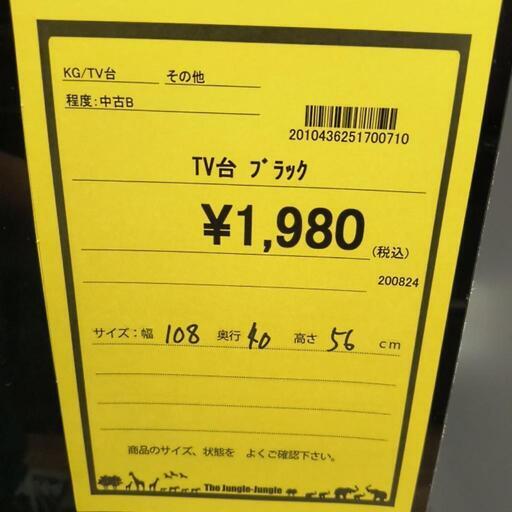 KG/TV台 その他
程度:中古B
2010436251700710
TV台 ﾌﾞﾗｯｸ
¥1,980(税込)
200824
サイズ:幅 108 奥行 40 高さ 56 cm
商品のサイズ、状態を よくご確認下さい。
The Jungle-Jungle